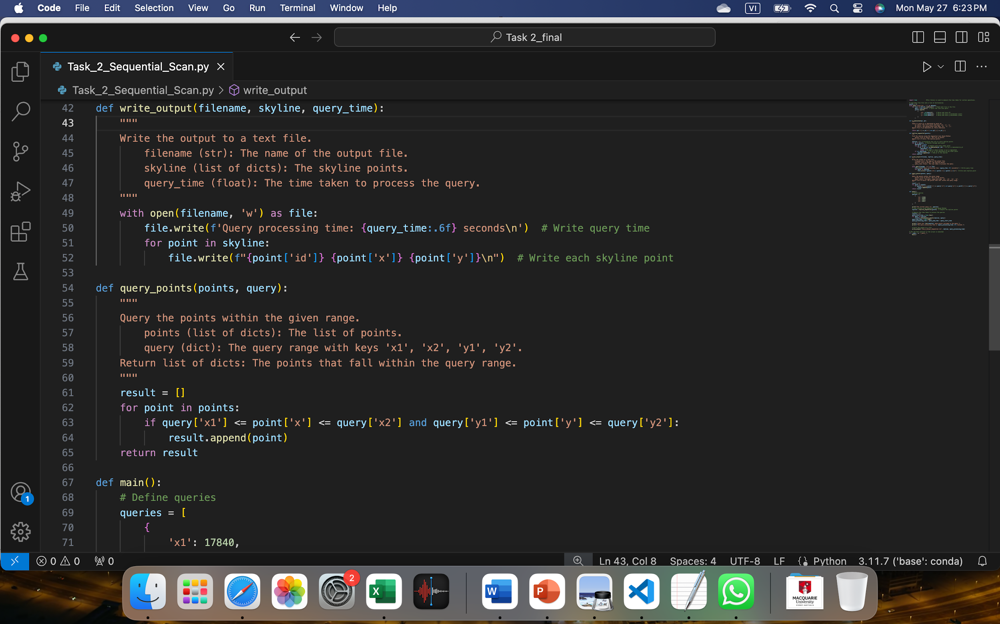 Code File Edit Selection View Go Run Terminal Window Help VI Mon May 27 6:23 PM
Task 2_final
Task_2_Sequential_Scan.py
Task_2_Sequential_Scan.py > write_output
42 def write_output(filename, skyline, query_time):
43 """
44 Write the output to a text file.
45 filename (str): The name of the output file.
46 skyline (list of dicts): The skyline points.
47 query_time (float): The time taken to process the query.
48 """
49 with open(filename, 'w') as file:
50 file.write(f'Query processing time: {query_time:.6f} seconds\n') # Write query time
51 for point in skyline:
52 file.write(f"{point['id']} {point['x']} {point['y']}\n") # Write each skyline point
53
54 def query_points(points, query):
55 """
56 Query the points within the given range.
57 points (list of dicts): The list of points.
58 query (dict): The query range with keys 'x1', 'x2', 'y1', 'y2'.
59 Return list of dicts: The points that fall within the query range.
60 """
61 result = []
62 for point in points:
63 if query['x1'] <= point['x'] <= query['x2'] and query['y1'] <= point['y'] <= query['y2']:
64 result.append(point)
65 return result
66
67 def main():
68 # Define queries
69 queries = [
70 {
71 'x1': 17840,
1
0 0 0 Ln 43, Col 8 Spaces: 4 UTF-8 LF Python 3.11.7 ('base': conda)
2
X
W
P
MACQUARIE
University